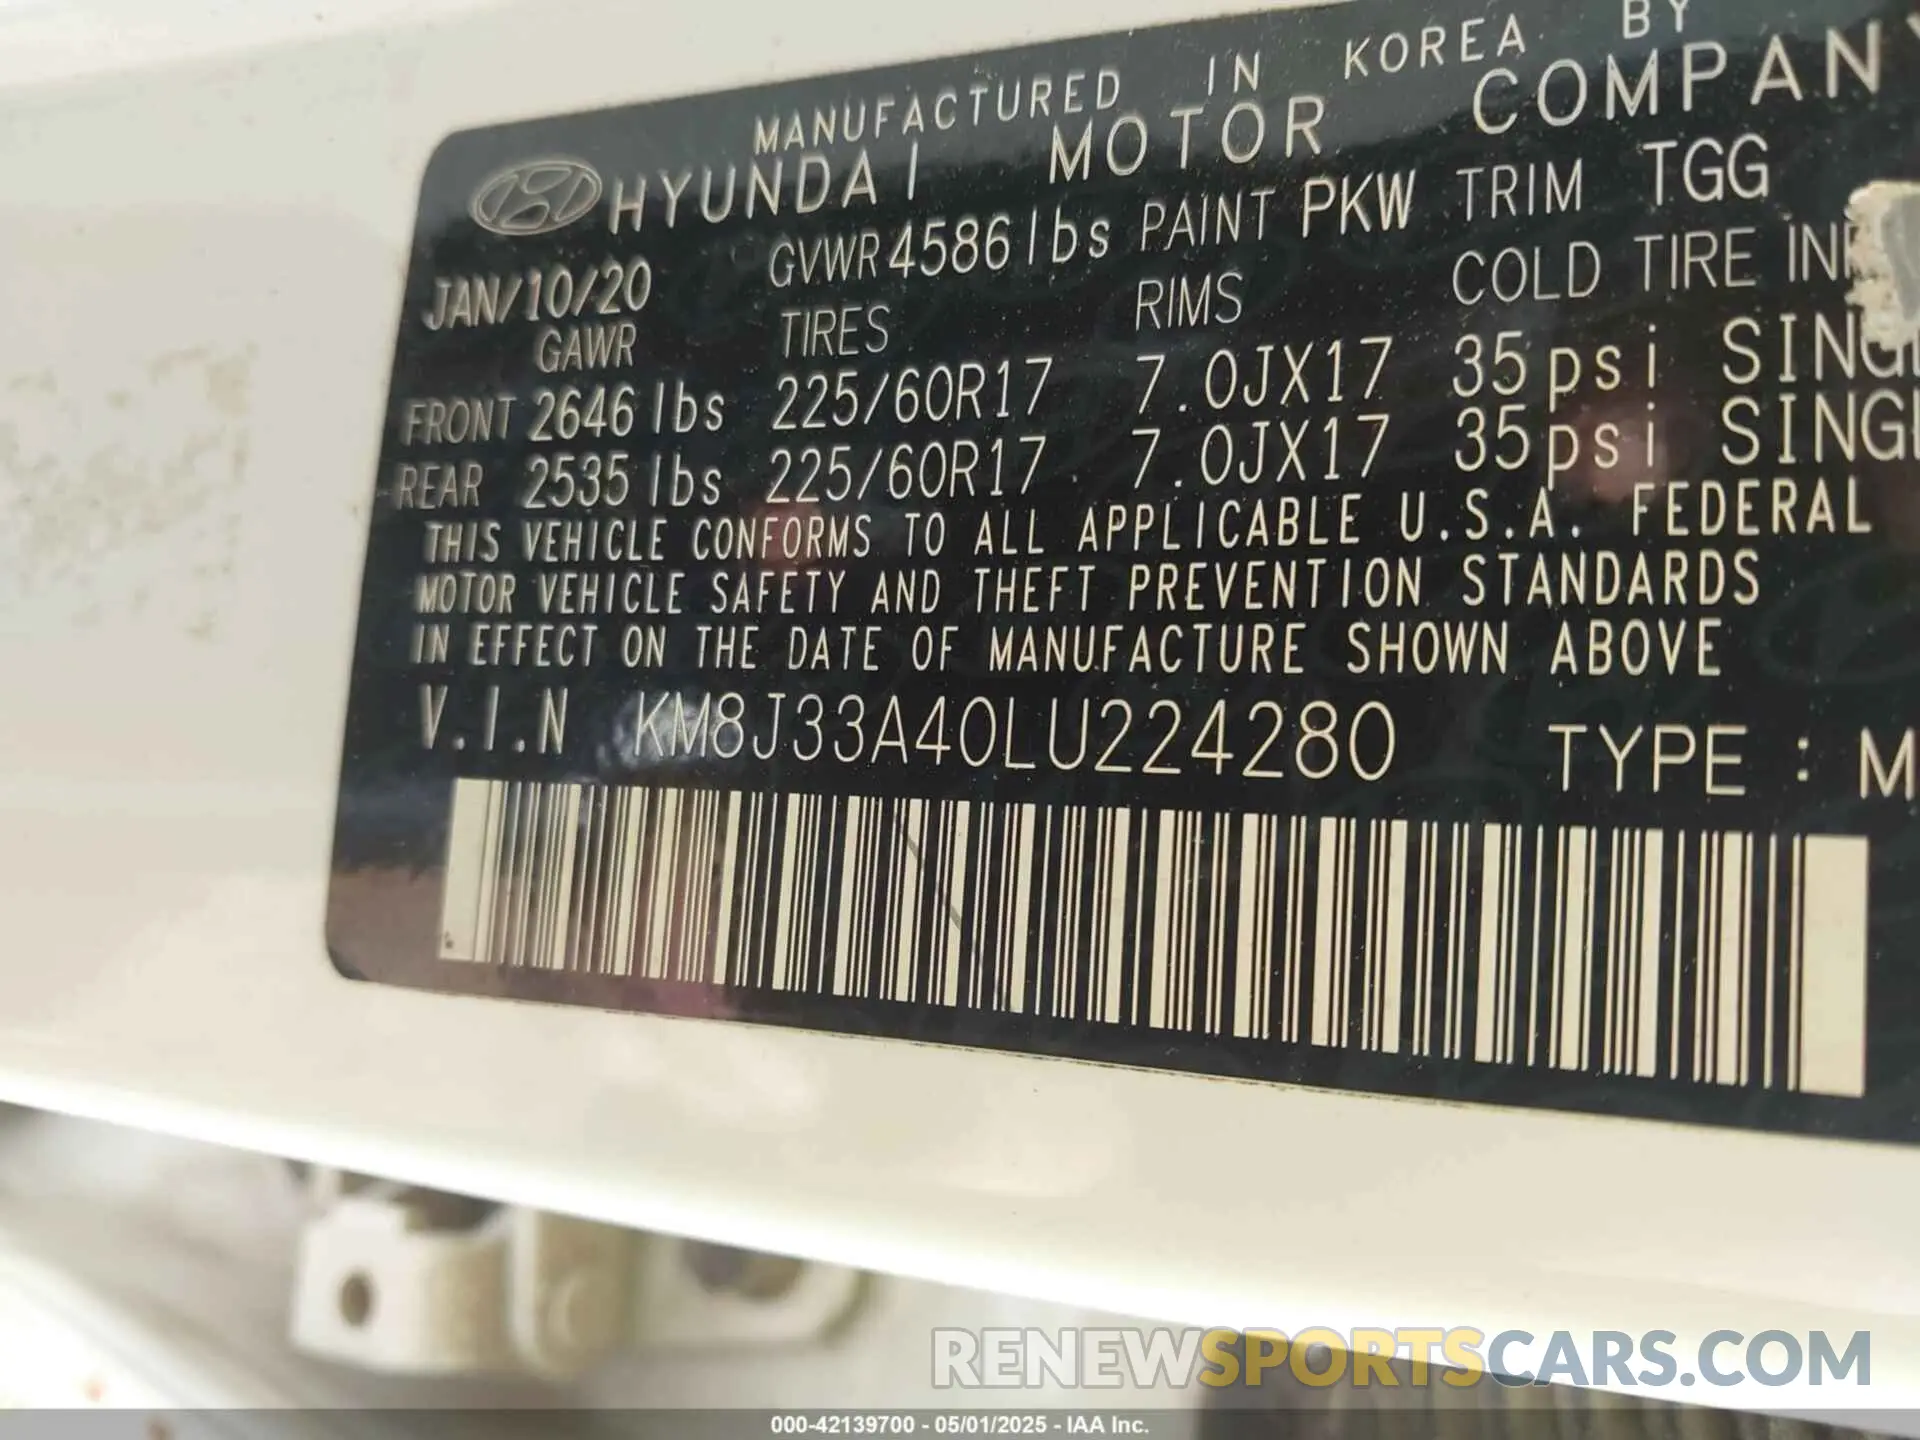 MANUFACTURED IN KOREA BY
HYUNDAI MOTOR COMPANY
JAN/10/20 GVWR 4586 lbs PAINT PKW TRIM TGG
GAWR TIRES RIMS COLD TIRE
FRONT 2646 lbs 225/60R17 7.0JX17 35psi
REAR 2535 lbs 225/60R17 7.0JX17 35psi
THIS VEHICLE CONFORMS TO ALL APPLICABLE U.S.A. FEDERAL
MOTOR VEHICLE SAFETY AND THEFT PREVENTION STANDARDS
IN EFFECT ON THE DATE OF MANUFACTURE SHOWN ABOVE
V.I.N KM8J33A40LU224280 TYPE : M
RENEWSPORTSCARS.COM
000-42139700 - 05/01/2025 - IAA Inc.